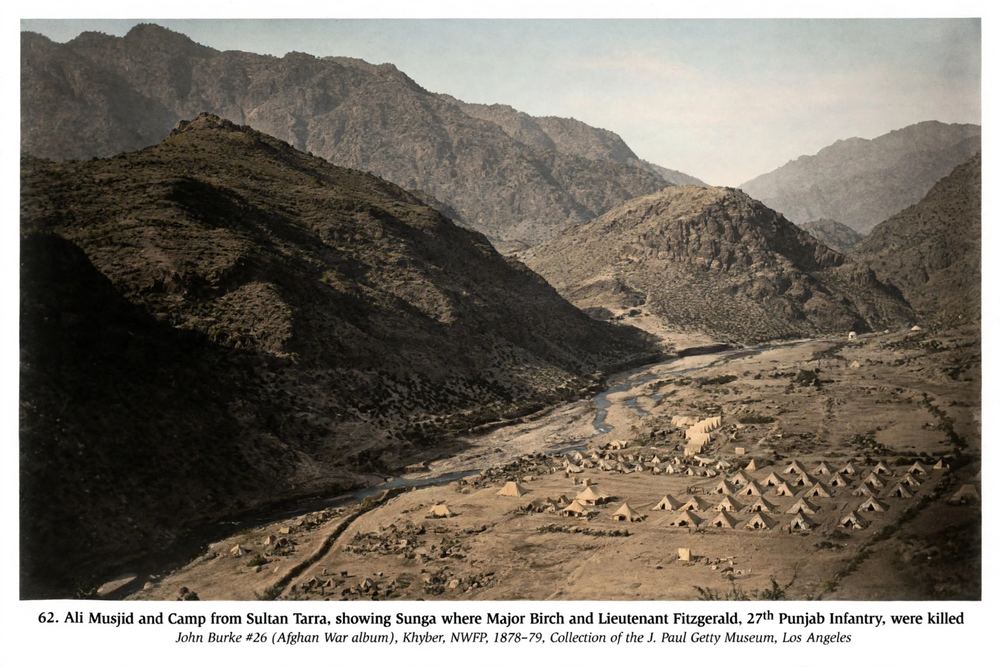 62. Ali Musjid and Camp from Sultan Tarra, showing Sunga where Major Birch and Lieutenant Fitzgerald, 27th Punjab Infantry, were killed
John Burke #26 (Afghan War album), Khyber, NWFP, 1878–79, Collection of the J. Paul Getty Museum, Los Angeles